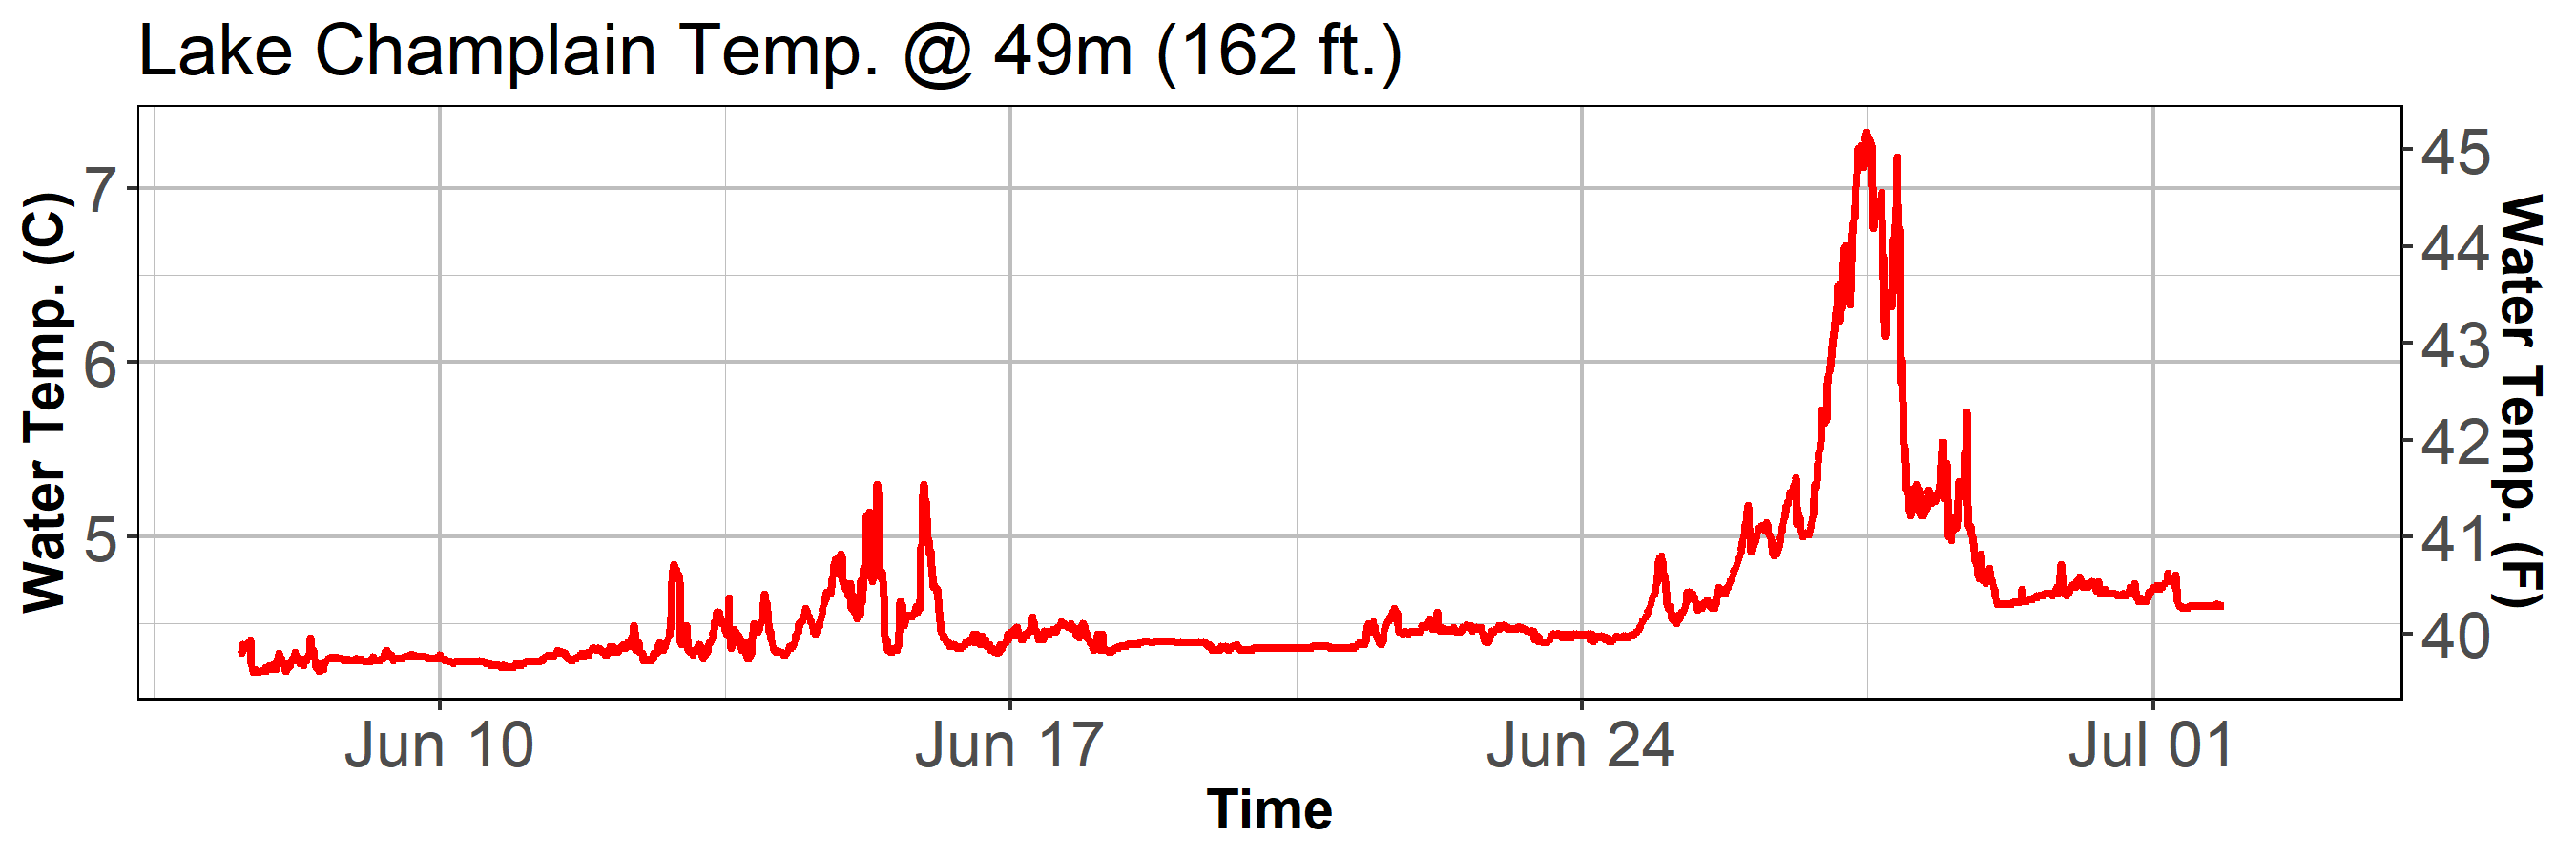 Lake Champlain Temp. @ 49m (162 ft.)
Water Temp. (C)
7
6
5
45
44
43
42
41
40
Water Temp. (F)
Jun 10 Jun 17 Jun 24 Jul 01
Time